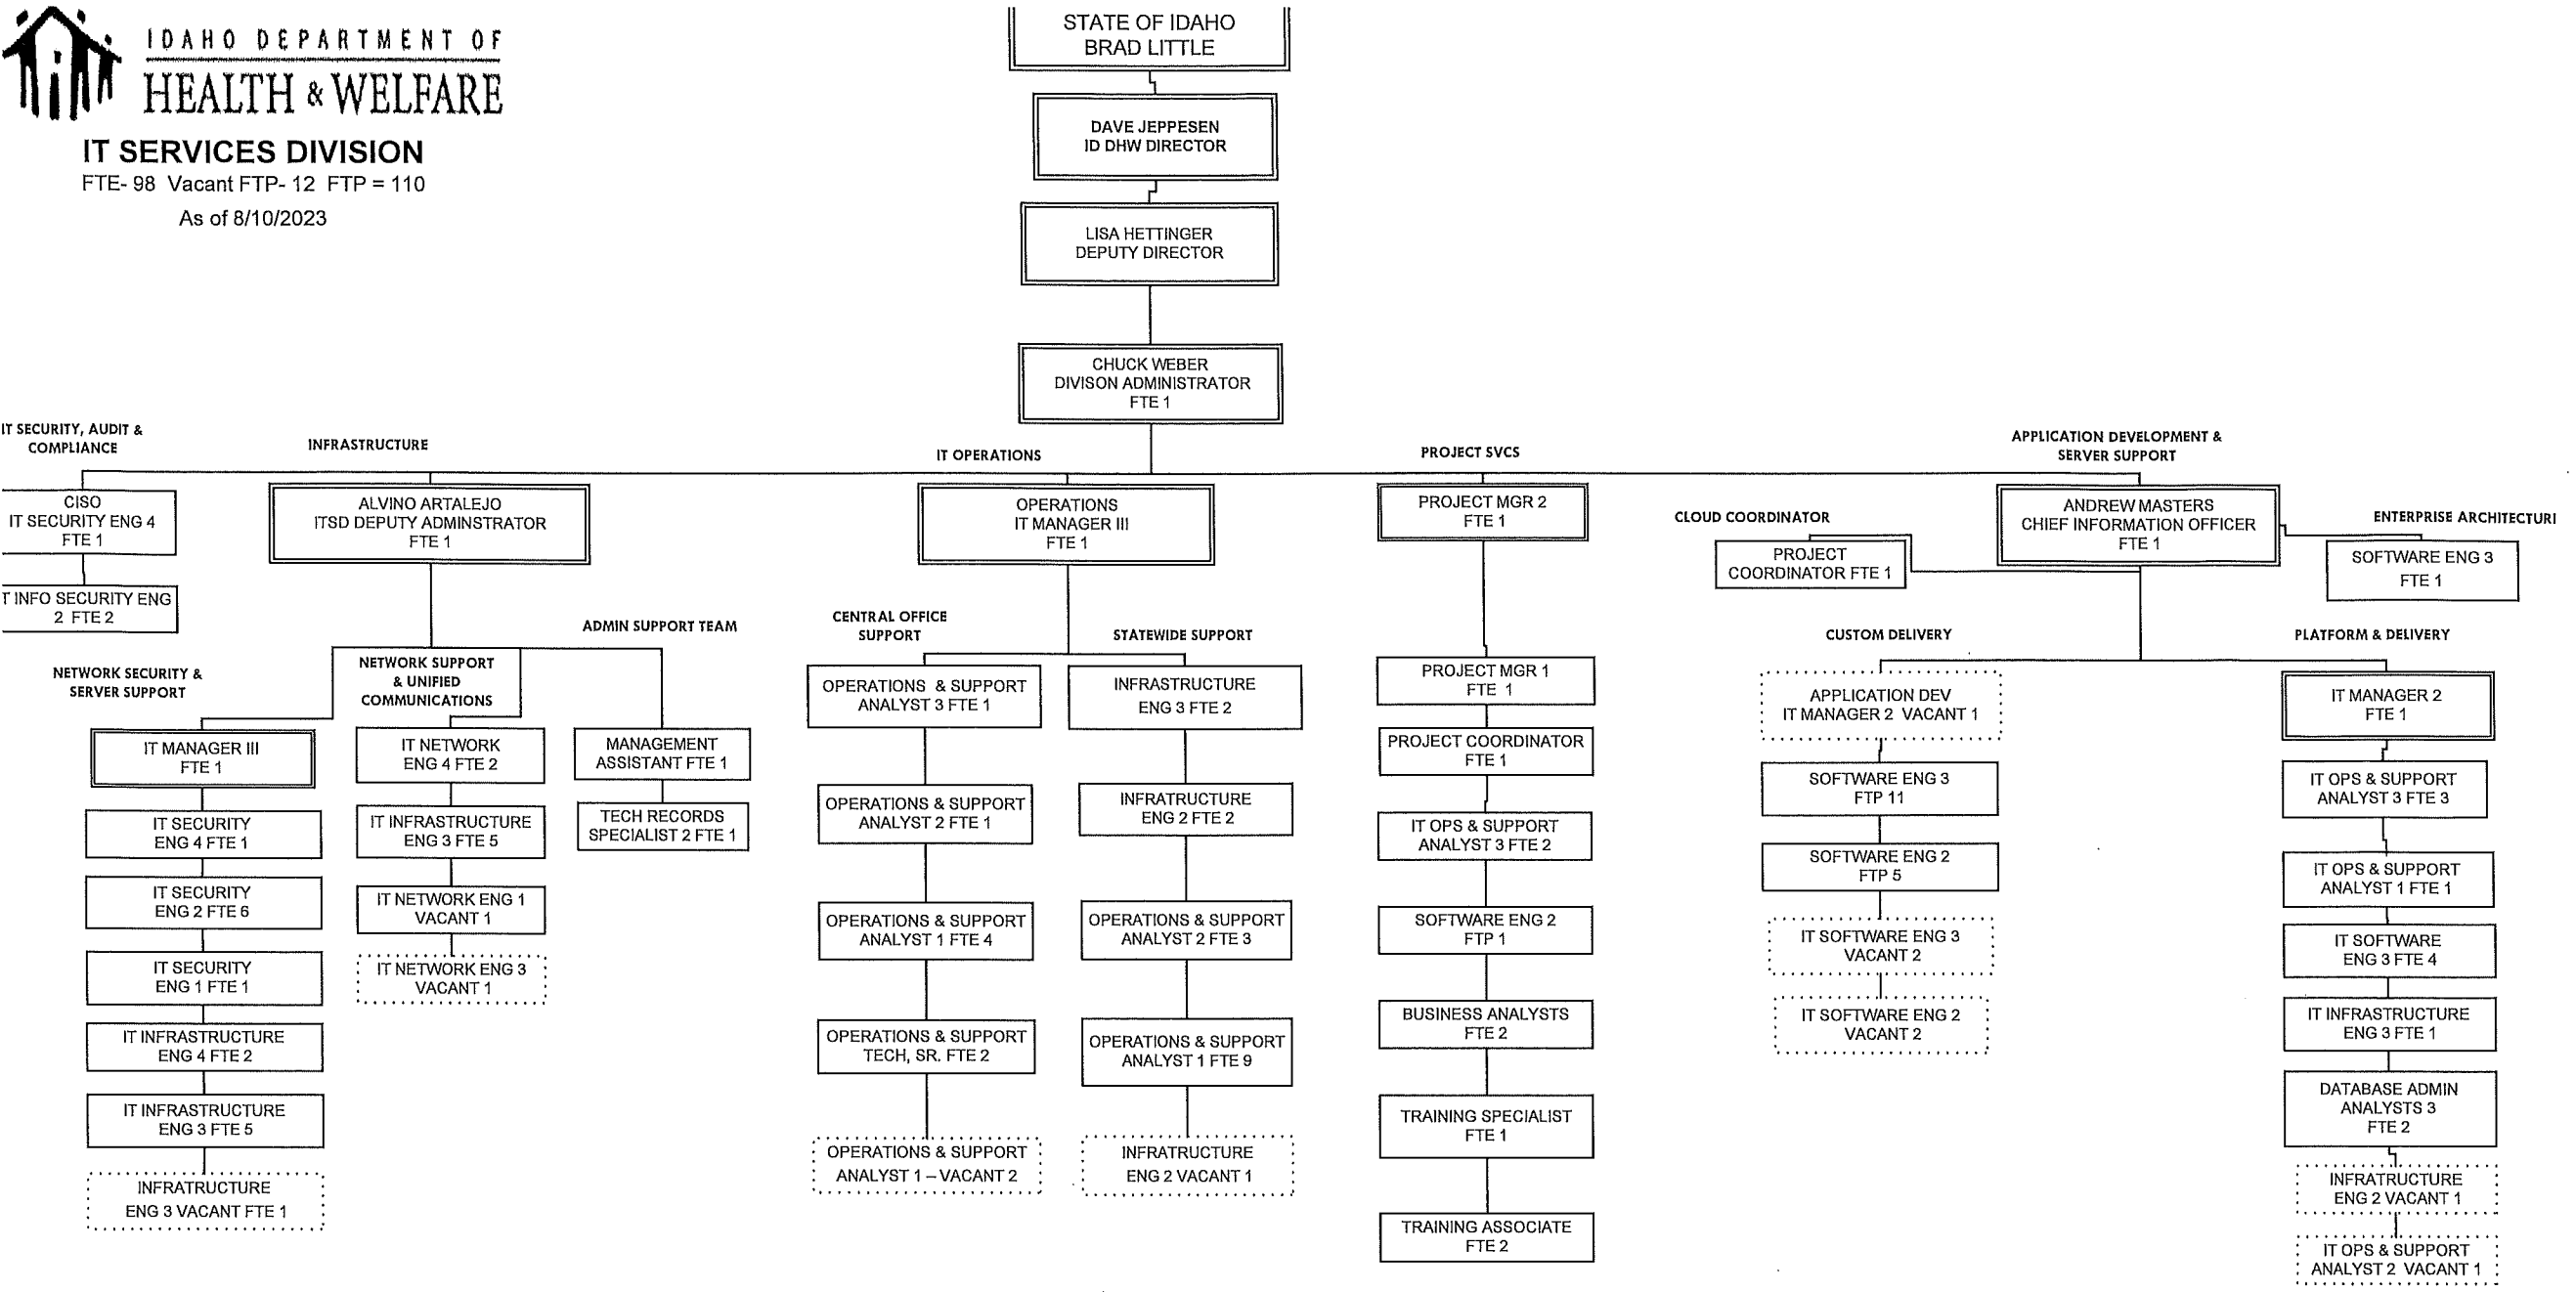 IDAHO DEPARTMENT OF
HEALTH & WELFARE
IT SERVICES DIVISION
FTE- 98 Vacant FTP- 12 FTP = 110
As of 8/10/2023
STATE OF IDAHO
BRAD LITTLE
DAVE JEPPESEN
ID DHW DIRECTOR
LISA HETTINGER
DEPUTY DIRECTOR
CHUCK WEBER
DIVISON ADMINISTRATOR
FTE 1
IT SECURITY, AUDIT &
COMPLIANCE
CISO
IT SECURITY ENG 4
FTE 1
T INFO SECURITY ENG
2 FTE 2
INFRASTRUCTURE
ALVINO ARTALEJO
ITSD DEPUTY ADMINSTRATOR
FTE 1
NETWORK SECURITY &
SERVER SUPPORT
IT MANAGER III
FTE 1
IT SECURITY
ENG 4 FTE 1
IT SECURITY
ENG 2 FTE 6
IT SECURITY
ENG 1 FTE 1
IT INFRASTRUCTURE
ENG 4 FTE 2
IT INFRASTRUCTURE
ENG 3 FTE 5
INFRATRUCTURE
ENG 3 VACANT FTE 1
NETWORK SUPPORT
& UNIFIED
COMMUNICATIONS
IT NETWORK
ENG 4 FTE 2
IT INFRASTRUCTURE
ENG 3 FTE 5
IT NETWORK ENG 1
VACANT 1
IT NETWORK ENG 3
VACANT 1
ADMIN SUPPORT TEAM
MANAGEMENT
ASSISTANT FTE 1
TECH RECORDS
SPECIALIST 2 FTE 1
IT OPERATIONS
OPERATIONS
IT MANAGER III
FTE 1
CENTRAL OFFICE
SUPPORT
OPERATIONS & SUPPORT
ANALYST 3 FTE 1
OPERATIONS & SUPPORT
ANALYST 2 FTE 1
OPERATIONS & SUPPORT
ANALYST 1 FTE 4
OPERATIONS & SUPPORT
TECH, SR. FTE 2
OPERATIONS & SUPPORT
ANALYST 1 – VACANT 2
STATEWIDE SUPPORT
INFRASTRUCTURE
ENG 3 FTE 2
INFRATRUCTURE
ENG 2 FTE 2
OPERATIONS & SUPPORT
ANALYST 2 FTE 3
OPERATIONS & SUPPORT
ANALYST 1 FTE 9
INFRATRUCTURE
ENG 2 VACANT 1
PROJECT SVCS
PROJECT MGR 2
FTE 1
PROJECT MGR 1
FTE 1
PROJECT COORDINATOR
FTE 1
IT OPS & SUPPORT
ANALYST 3 FTE 2
SOFTWARE ENG 2
FTP 1
BUSINESS ANALYSTS
FTE 2
TRAINING SPECIALIST
FTE 1
TRAINING ASSOCIATE
FTE 2
APPLICATION DEVELOPMENT &
SERVER SUPPORT
ANDREW MASTERS
CHIEF INFORMATION OFFICER
FTE 1
CLOUD COORDINATOR
PROJECT
COORDINATOR FTE 1
ENTERPRISE ARCHITECTURI
SOFTWARE ENG 3
FTE 1
CUSTOM DELIVERY
APPLICATION DEV
IT MANAGER 2 VACANT 1
SOFTWARE ENG 3
FTP 11
SOFTWARE ENG 2
FTP 5
IT SOFTWARE ENG 3
VACANT 2
IT SOFTWARE ENG 2
VACANT 2
PLATFORM & DELIVERY
IT MANAGER 2
FTE 1
IT OPS & SUPPORT
ANALYST 3 FTE 3
IT OPS & SUPPORT
ANALYST 1 FTE 1
IT SOFTWARE
ENG 3 FTE 4
IT INFRASTRUCTURE
ENG 3 FTE 1
DATABASE ADMIN
ANALYSTS 3
FTE 2
INFRATRUCTURE
ENG 2 VACANT 1
IT OPS & SUPPORT
ANALYST 2 VACANT 1